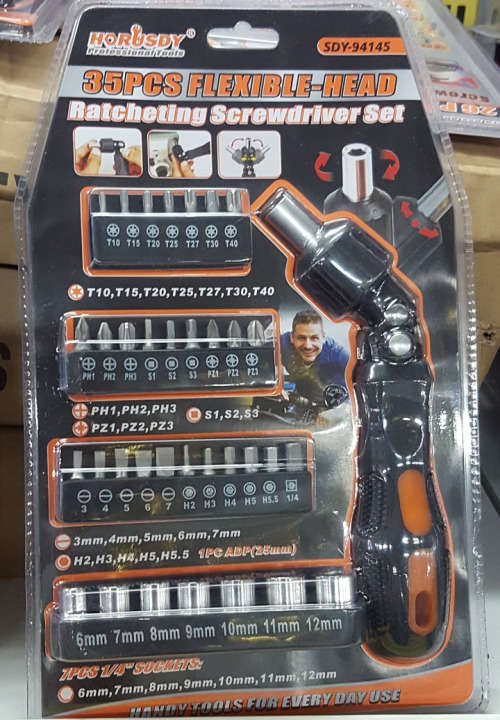 HORUSDY
Professional Tools
SDY-94145
35PCS FLEXIBLE-HEAD
Ratcheting Screwdriver Set
T10 T15 T20 T25 T27 T30 T40
T10,T15,T20,T25,T27,T30,T40
PH1 PH2 PH3 S1 S2 S3 PZ1 PZ2 PZ3
PH1,PH2,PH3 S1,S2,S3
PZ1,PZ2,PZ3
3 4 5 6 7 H2 H3 H4 H5 H5.5 1/4
3mm,4mm,5mm,6mm,7mm
H2,H3,H4,H5,H5.5 1PC ADP(25mm)
6mm 7mm 8mm 9mm 10mm 11mm 12mm
7PCS 1/4" SOCKETS:
6mm,7mm,8mm,9mm,10mm,11mm,12mm
HANDY TOOLS FOR EVERY DAY USE